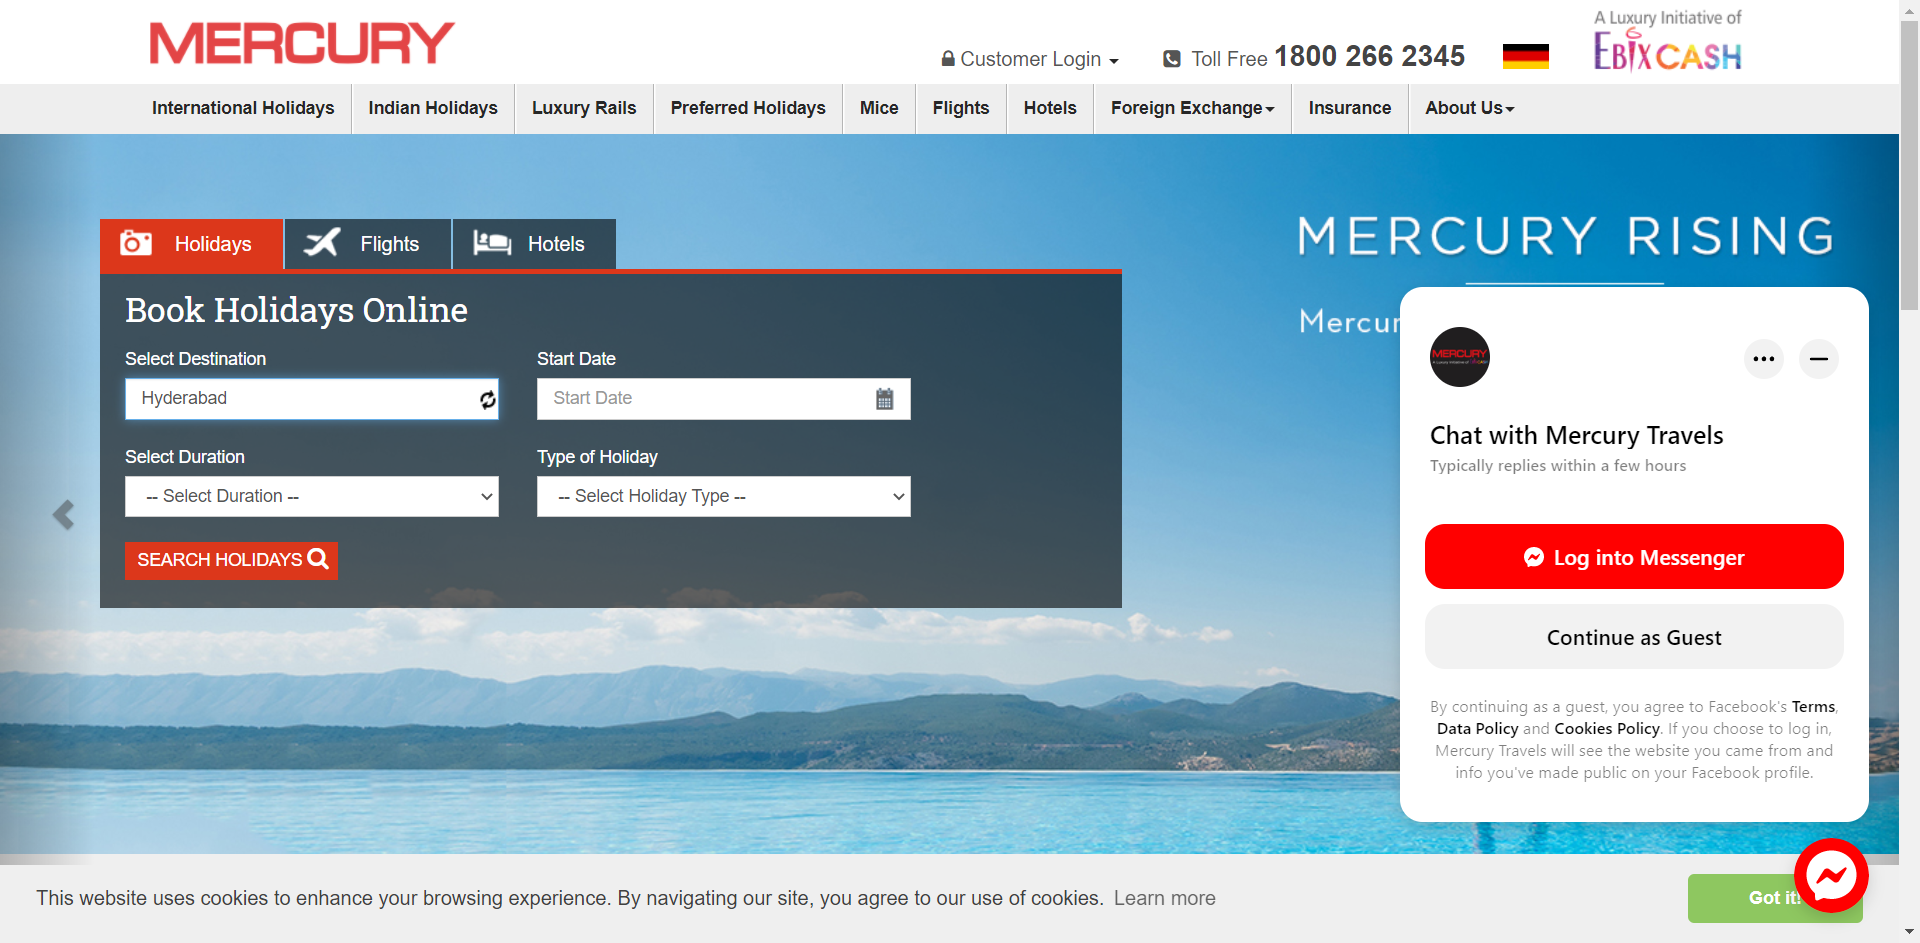 MERCURY
Customer Login
Toll Free 1800 266 2345
A Luxury Initiative of
EBIXCASH
International Holidays
Indian Holidays
Luxury Rails
Preferred Holidays
Mice
Flights
Hotels
Foreign Exchange
Insurance
About Us
Holidays
Flights
Hotels
MERCURY RISING
Mercur
Book Holidays Online
Select Destination
Start Date
Hyderabad
Start Date
Select Duration
Type of Holiday
-- Select Duration --
-- Select Holiday Type --
SEARCH HOLIDAYS
MERCURY
Chat with Mercury Travels
Typically replies within a few hours
Log into Messenger
Continue as Guest
By continuing as a guest, you agree to Facebook's Terms,
Data Policy and Cookies Policy. If you choose to log in,
Mercury Travels will see the website you came from and
info you've made public on your Facebook profile.
This website uses cookies to enhance your browsing experience. By navigating our site, you agree to our use of cookies. Learn more
Got it!